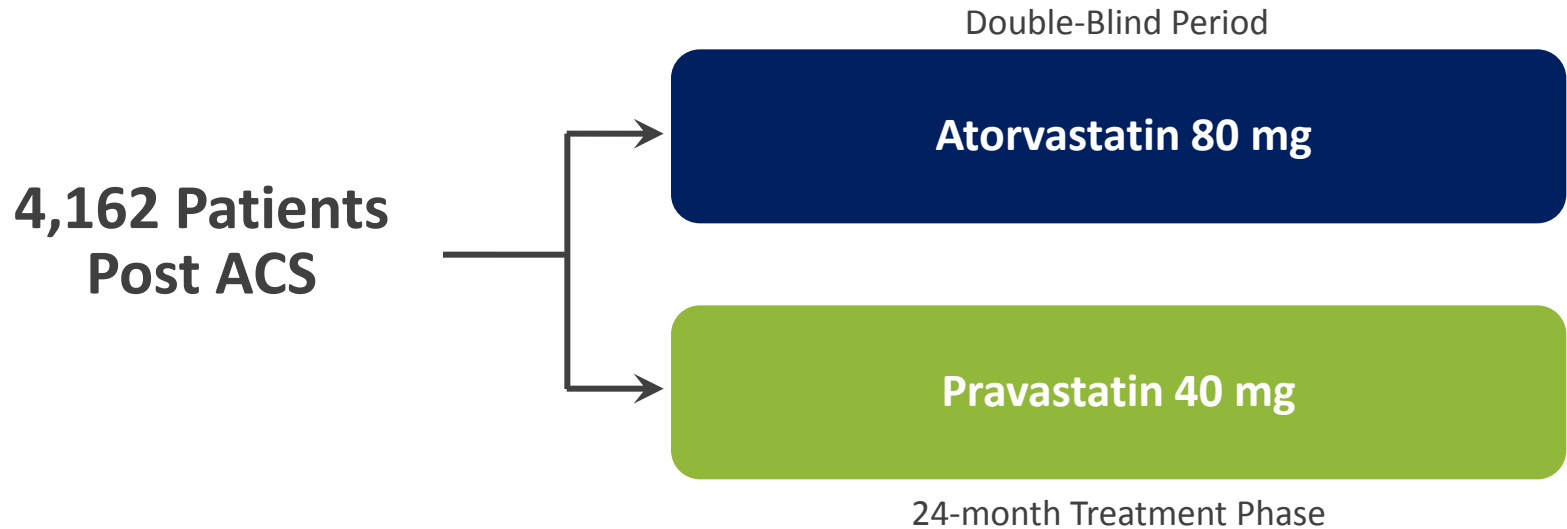 Double-Blind Period
Atorvastatin 80 mg
4,162 Patients
Post ACS
Pravastatin 40 mg
24-month Treatment Phase